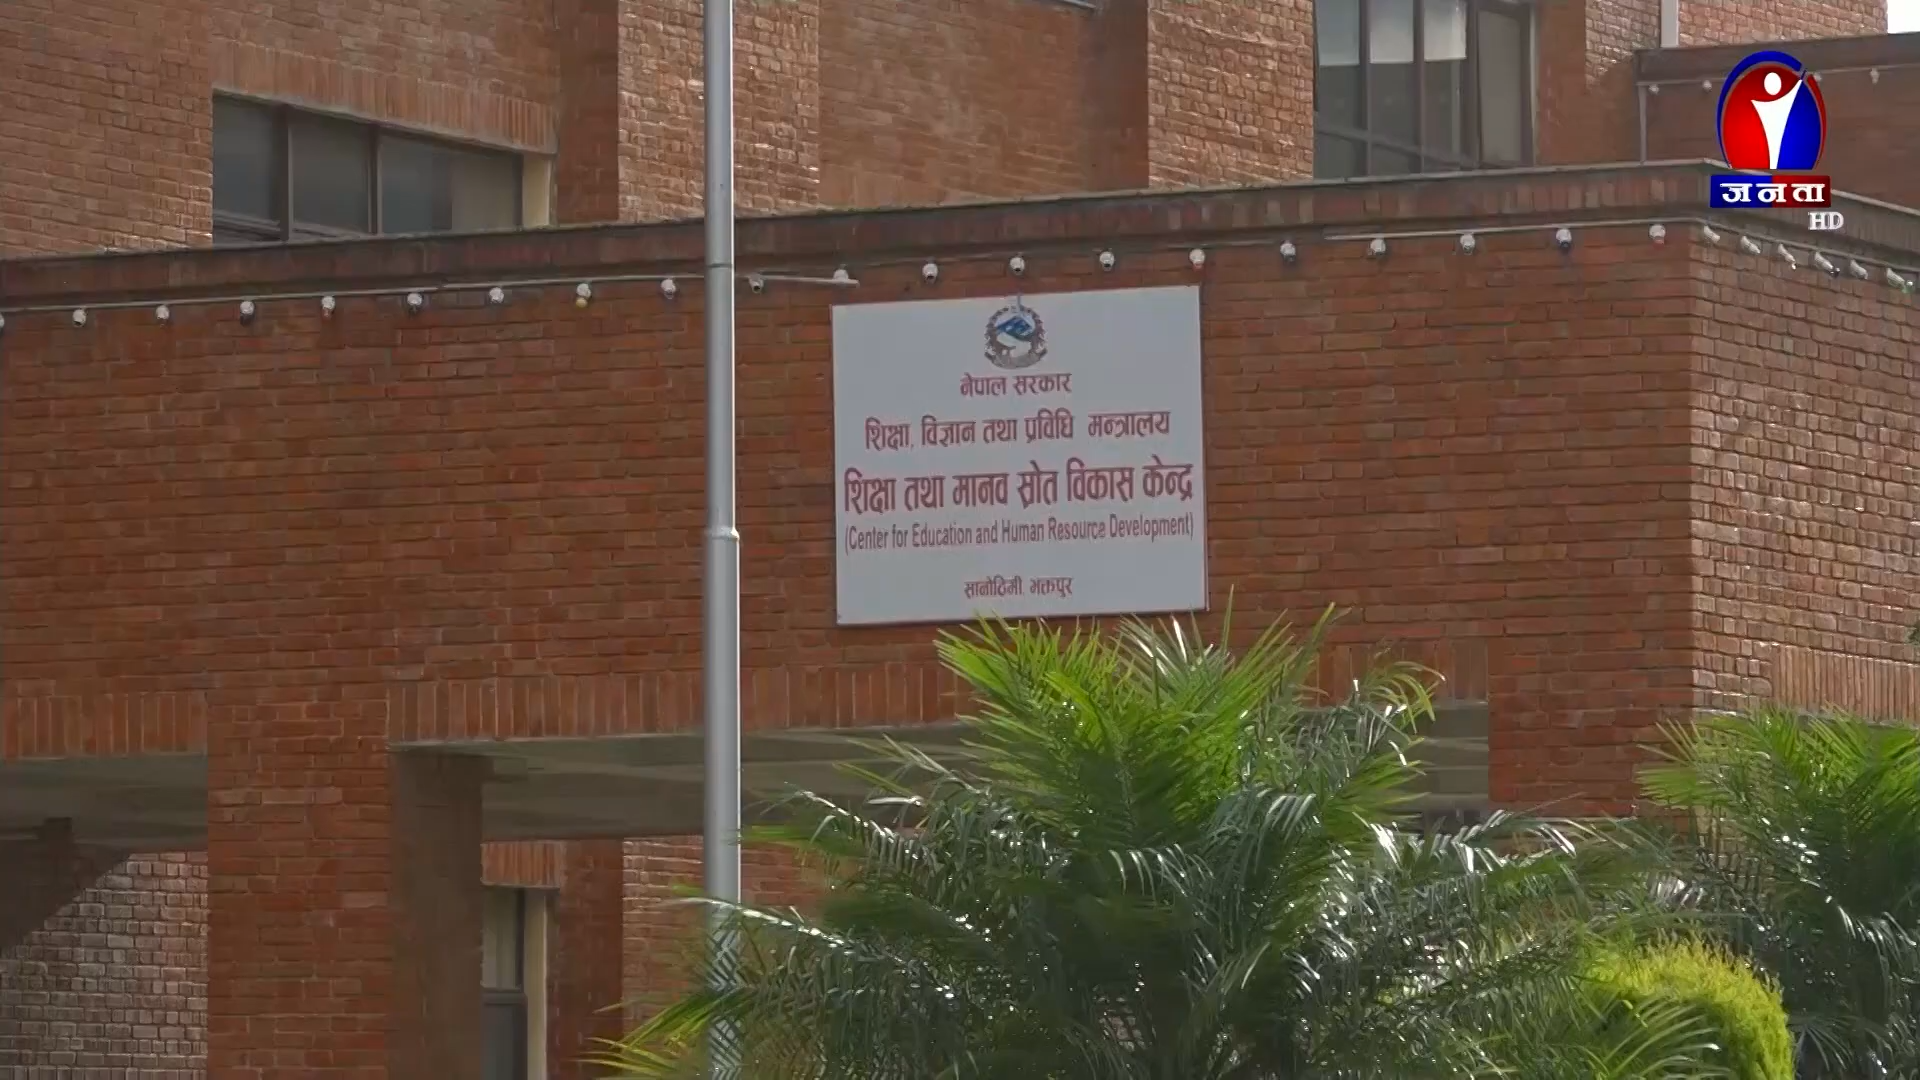 नेपाल सरकार
शिक्षा, विज्ञान तथा प्रविधि मन्त्रालय
शिक्षा तथा मानव स्रोत विकास केन्द्र
(Center for Education and Human Resource Development)
सानोठिमी, भक्तपुर
जनता
HD